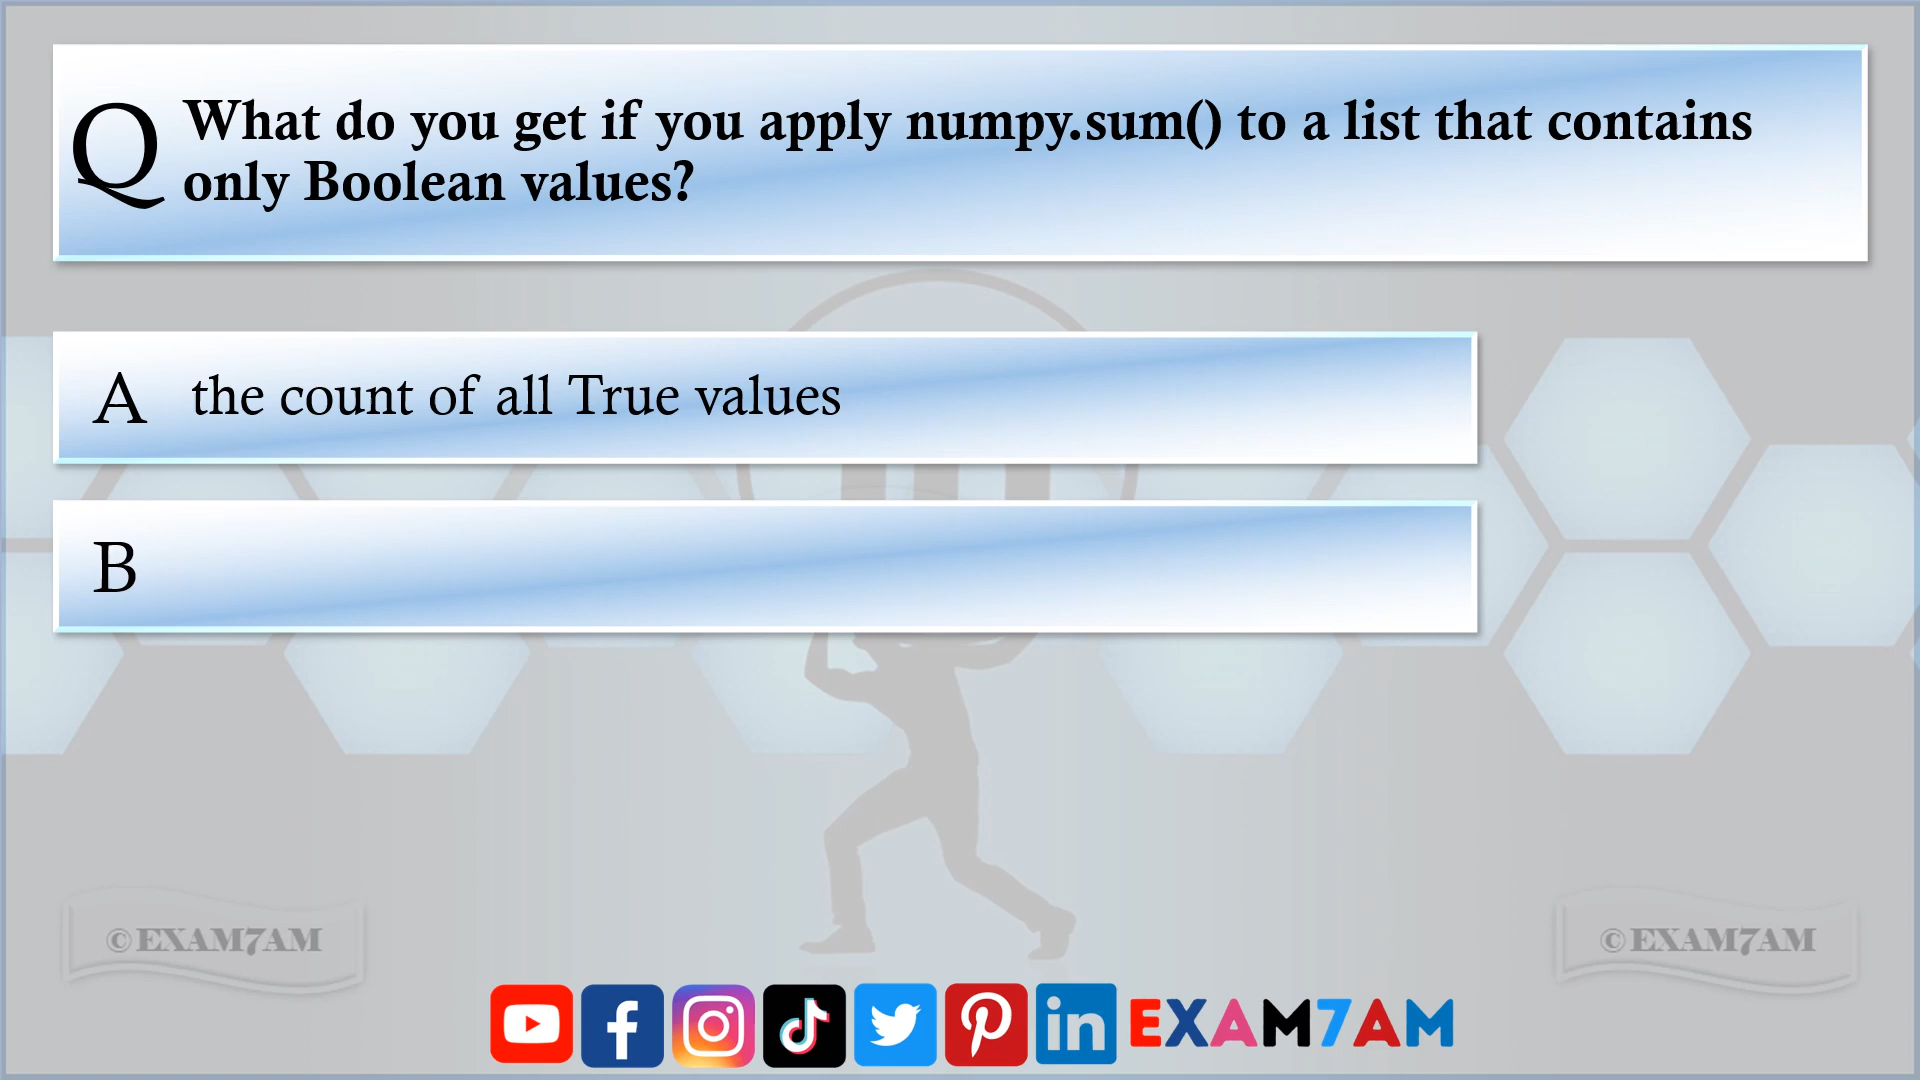 Q What do you get if you apply numpy.sum() to a list that contains
only Boolean values?
A the count of all True values
B
©EXAM7AM
©EXAM7AM
EXAM7AM